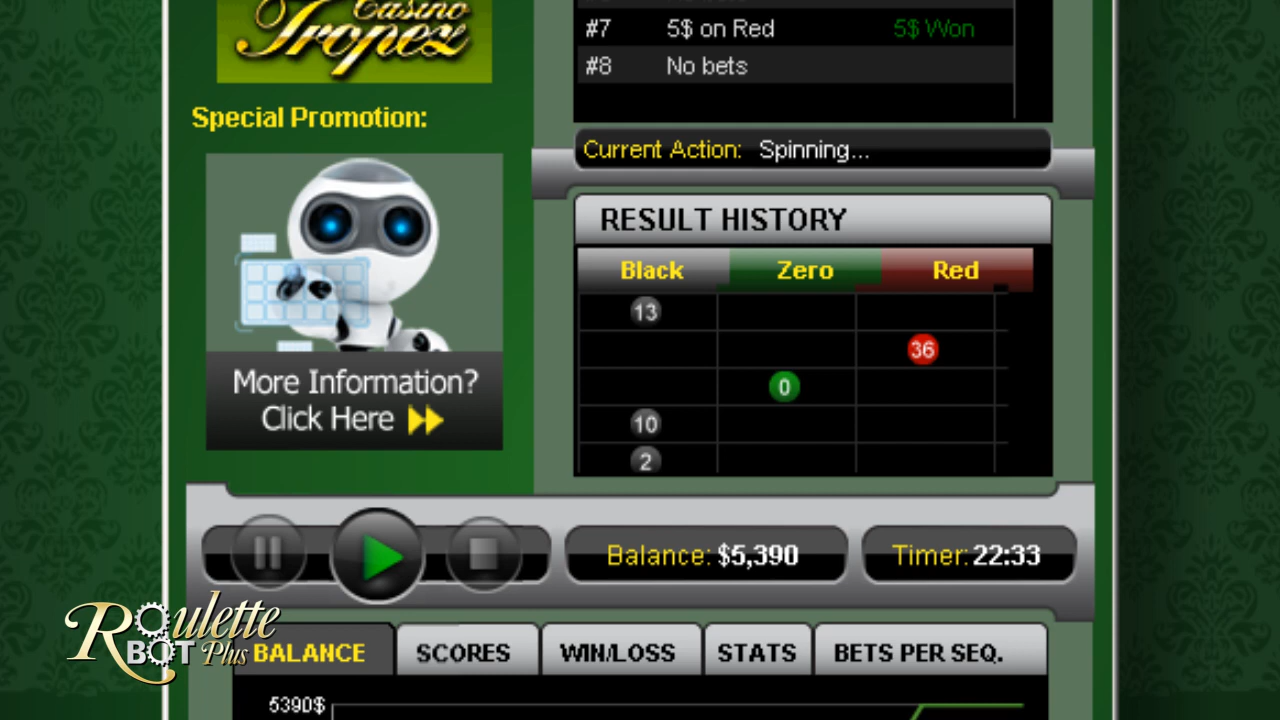 Casino
Tropez
#7 5$ on Red 5$ Won
#8 No bets
Special Promotion:
Current Action: Spinning...
RESULT HISTORY
Black Zero Red
13
36
0
10
2
More Information?
Click Here
Balance: $5,390
Timer: 22:33
Roulette
BOT Plus
BALANCE SCORES WIN/LOSS STATS BETS PER SEQ.
5390$